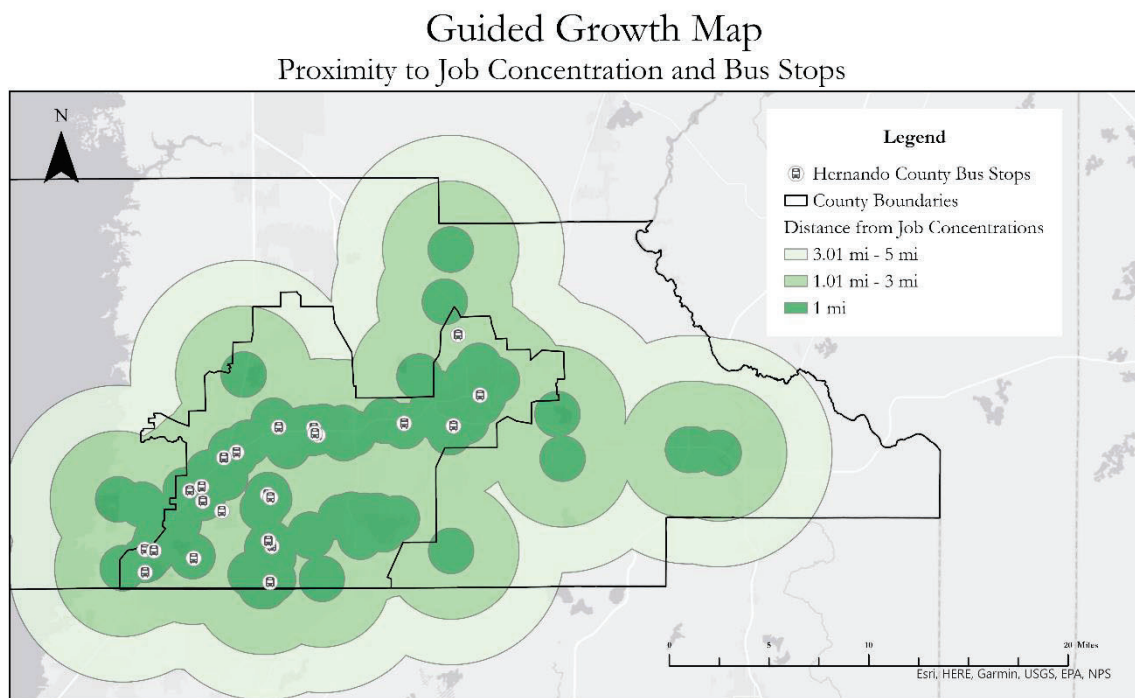 Guided Growth Map
Proximity to Job Concentration and Bus Stops
N
Legend
Hernando County Bus Stops
County Boundaries
Distance from Job Concentrations
3.01 mi - 5 mi
1.01 mi - 3 mi
1 mi
0 5 10 20 Miles
Esri, HERE, Garmin, USGS, EPA, NPS